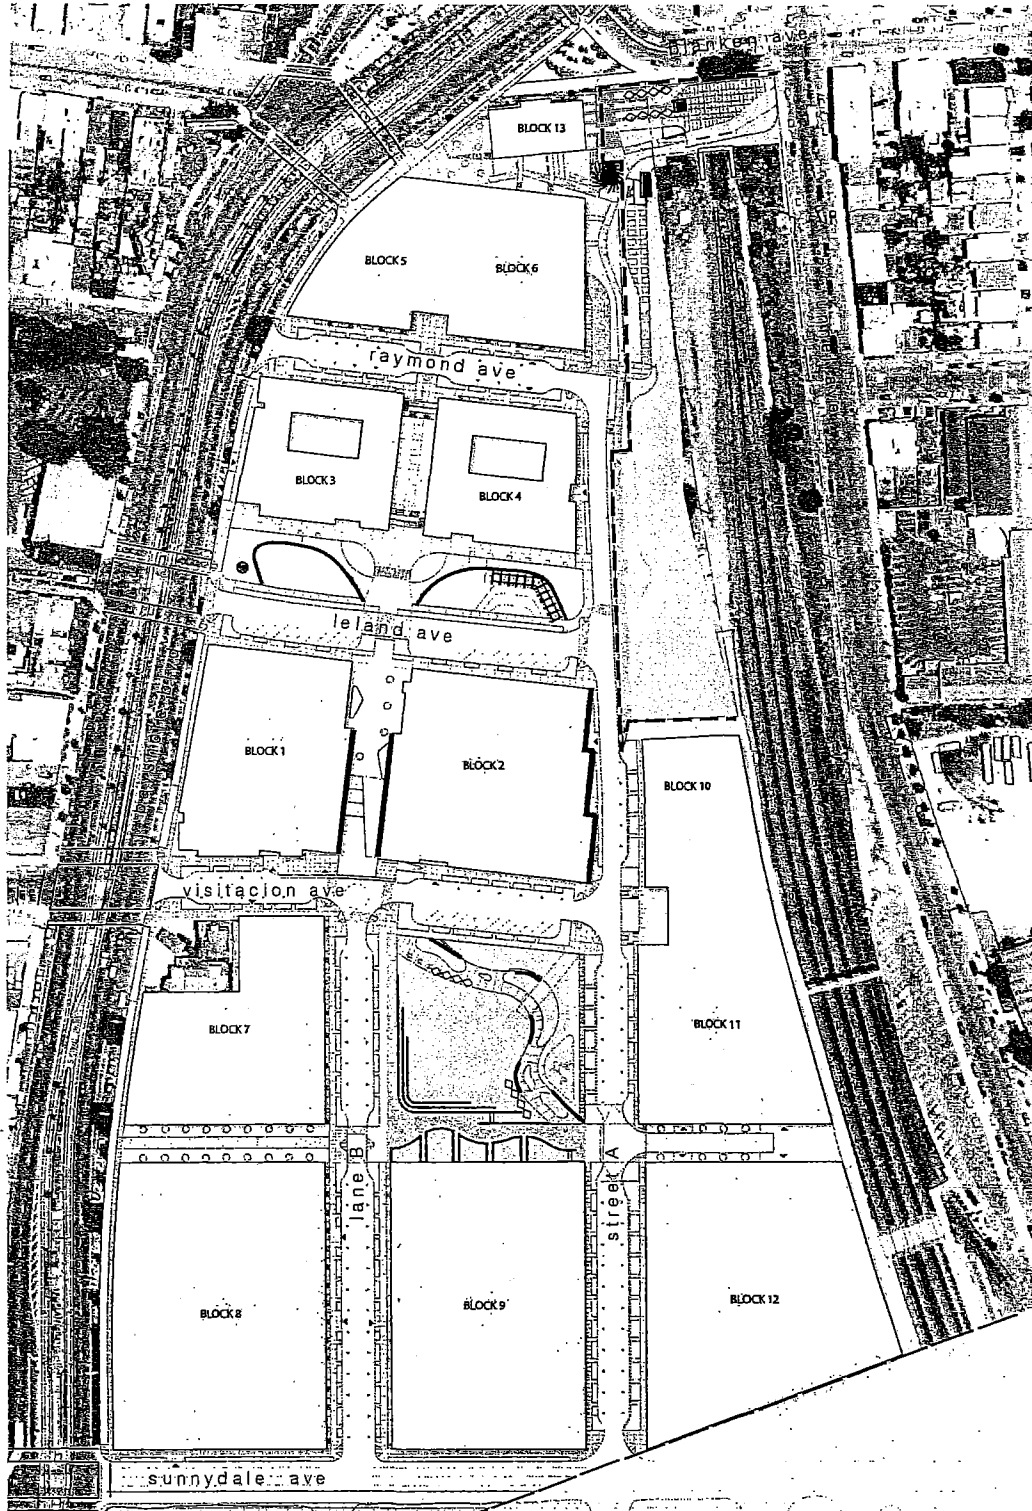 blanken ave
BLOCK 13
BLOCK 5
BLOCK 6
raymond ave
BLOCK 3
BLOCK 4
leland ave
BLOCK 1
BLOCK 2
BLOCK 10
visitacion ave
BLOCK 7
BLOCK 11
lane B
street A
BLOCK 8
BLOCK 9
BLOCK 12
sunnydale ave